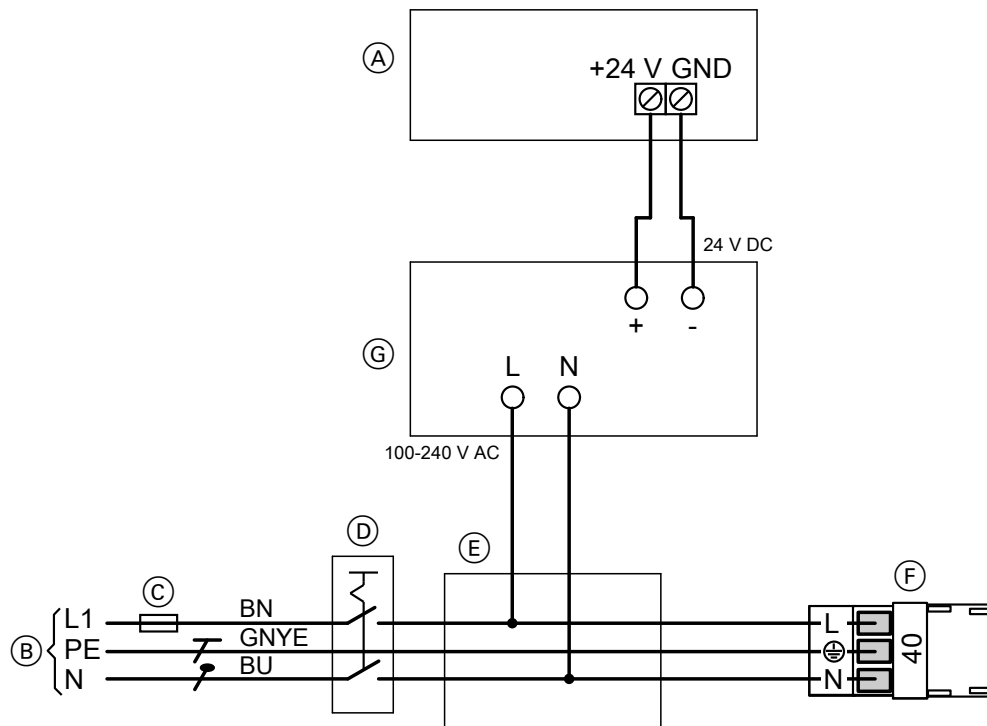 A
+24 V GND
24 V DC
+ -
G
L N
100-240 V AC
D
E
C
F
L1 BN L
B PE GNYE 40
N BU N